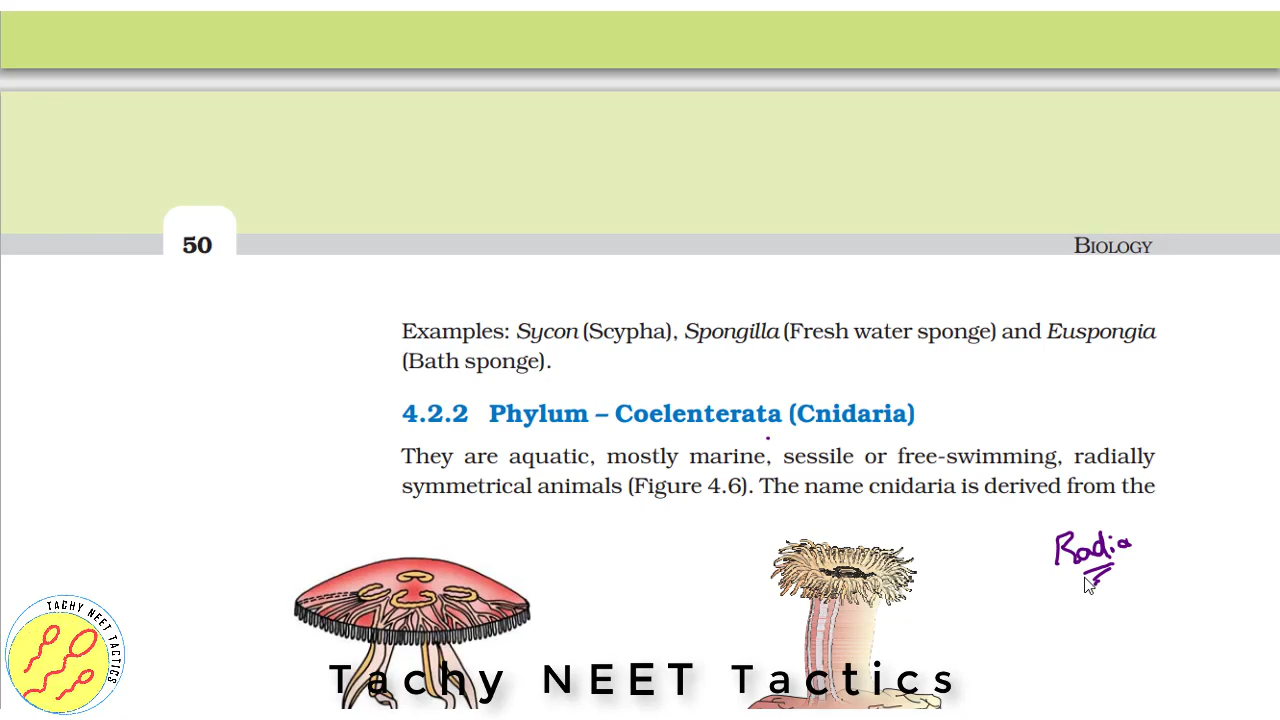 50
BIOLOGY
Examples: Sycon (Scypha), Spongilla (Fresh water sponge) and Euspongia
(Bath sponge).
4.2.2 Phylum – Coelenterata (Cnidaria)
They are aquatic, mostly marine, sessile or free-swimming, radially
symmetrical animals (Figure 4.6). The name cnidaria is derived from the
Radia
TACHY NEET TACTICS
Tachy NEET Tactics